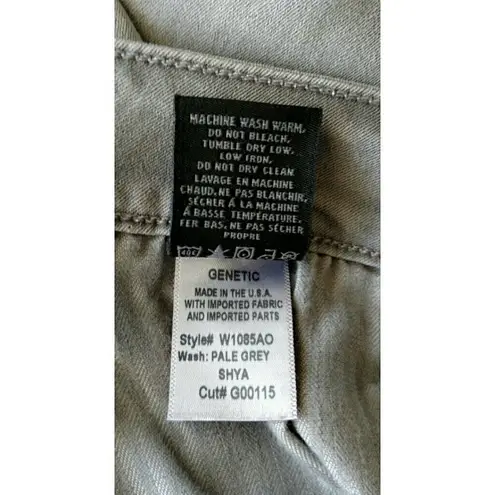 MACHINE WASH WARM,
DO NOT BLEACH,
TUMBLE DRY LOW,
LOW IRON,
DO NOT DRY CLEAN
LAVAGE EN MACHINE
CHAUD, NE PAS BLANCHIR,
SÉCHER Á LA MACHINE
Á BASSE TEMPÉRATURE,
FER BAS, NE PAS SÉCHER
PROPRE
GENETIC
MADE IN THE U.S.A.
WITH IMPORTED FABRIC
AND IMPORTED PARTS
Style# W1085AO
Wash: PALE GREY
SHYA
Cut# G00115